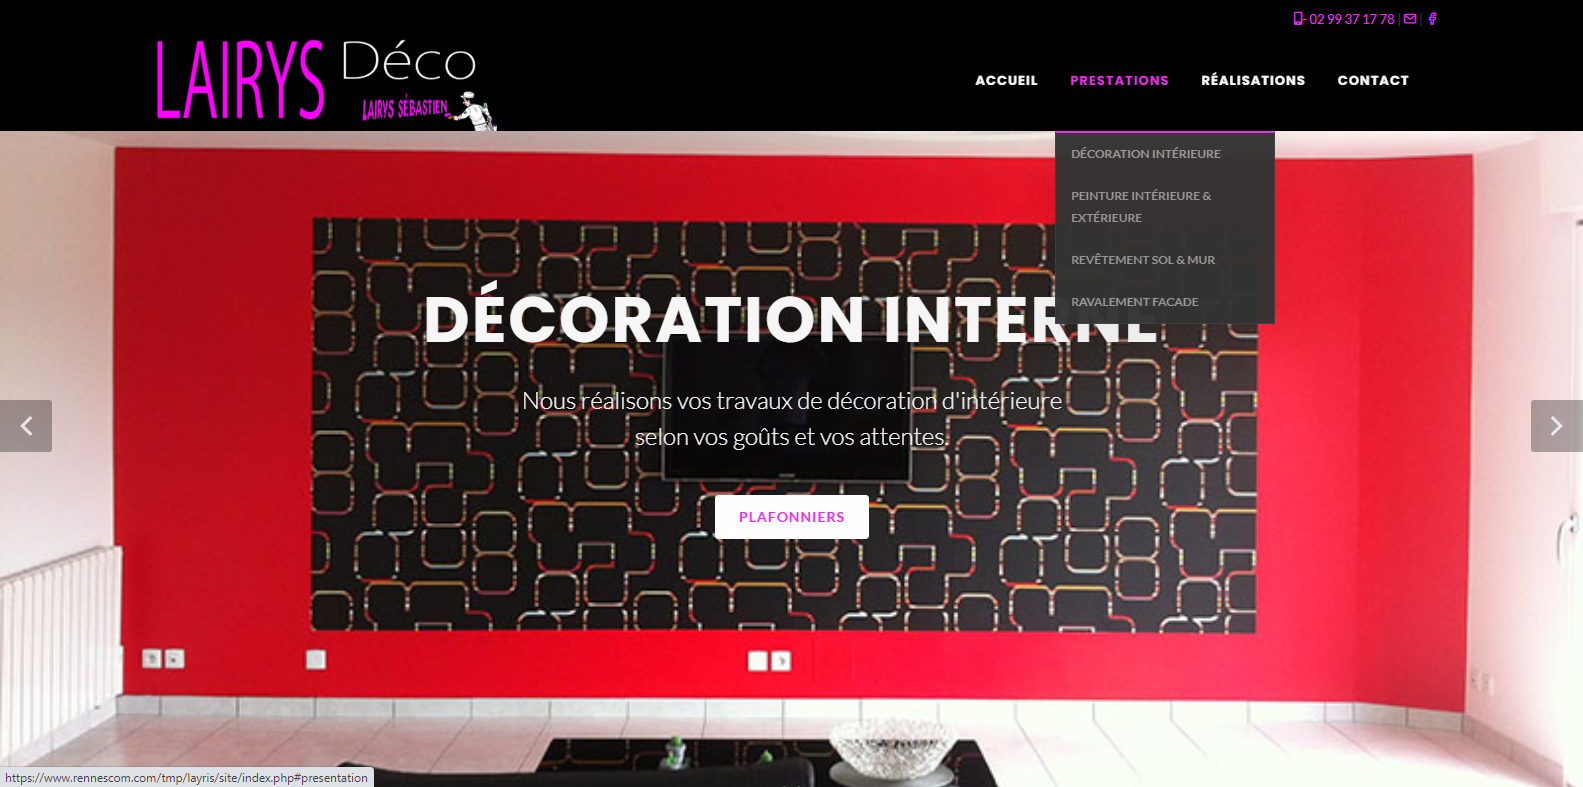 02 99 37 17 78
LAIRYS Déco
LAIRYS SÉBASTIEN
ACCUEIL PRESTATIONS RÉALISATIONS CONTACT
DÉCORATION INTÉRIEURE
PEINTURE INTÉRIEURE &
EXTÉRIEURE
REVÊTEMENT SOL & MUR
RAVALEMENT FACADE
DÉCORATION INTERNE
Nous réalisons vos travaux de décoration d'intérieure
selon vos goûts et vos attentes.
PLAFONNIERS
https://www.rennescom.com/tmp/layris/site/index.php#presentation